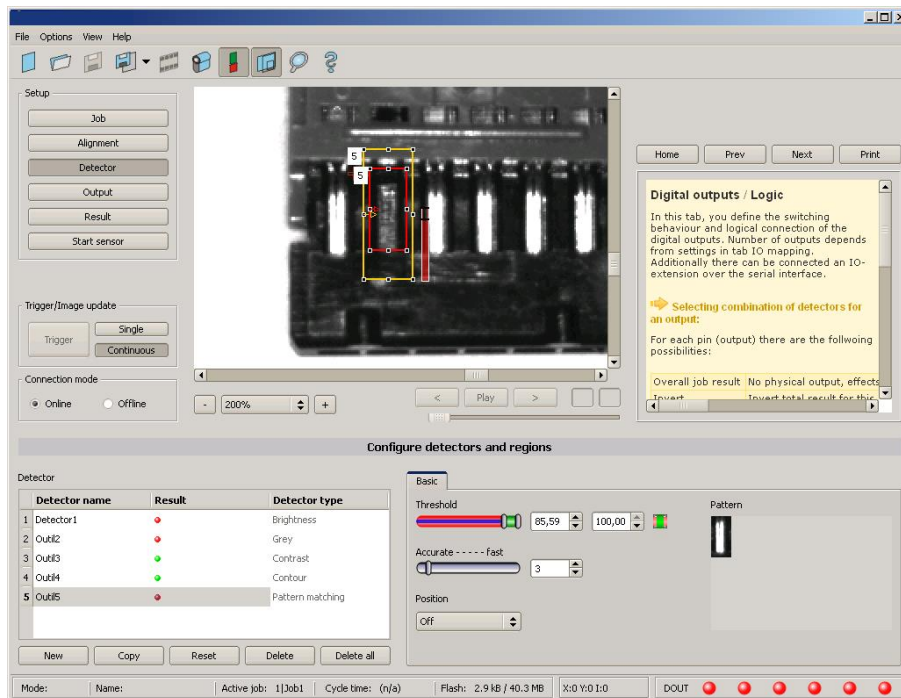 File Options View Help
Setup
Job
Alignment
Detector
Output
Result
Start sensor
Trigger/Image update
Trigger
Single
Continuous
Connection mode
Online
Offline
5
5
-
200%
+
<
Play
>
Home
Prev
Next
Print
Digital outputs / Logic
In this tab, you define the switching
behaviour and logical connection of the
digital outputs. Number of outputs depends
from settings in tab IO mapping.
Additionally there can be connected an IO-
extension over the serial interface.
Selecting combination of detectors for
an output:
For each pin (output) there are the follwoing
possibilities:
Overall job result No physical output, effects
Invert Invert total result for this
Configure detectors and regions
Detector
Detector name Result Detector type
1 Detector1 Brightness
2 Outil2 Grey
3 Outil3 Contrast
4 Outil4 Contour
5 Outil5 Pattern matching
New
Copy
Reset
Delete
Delete all
Basic
Threshold
85,59
100,00
Accurate - - - - - fast
3
Position
Off
Pattern
Mode: Name: Active job: 1|Job1 Cycle time: (n/a) Flash: 2.9 kB / 40.3 MB X:0 Y:0 I:0 DOUT